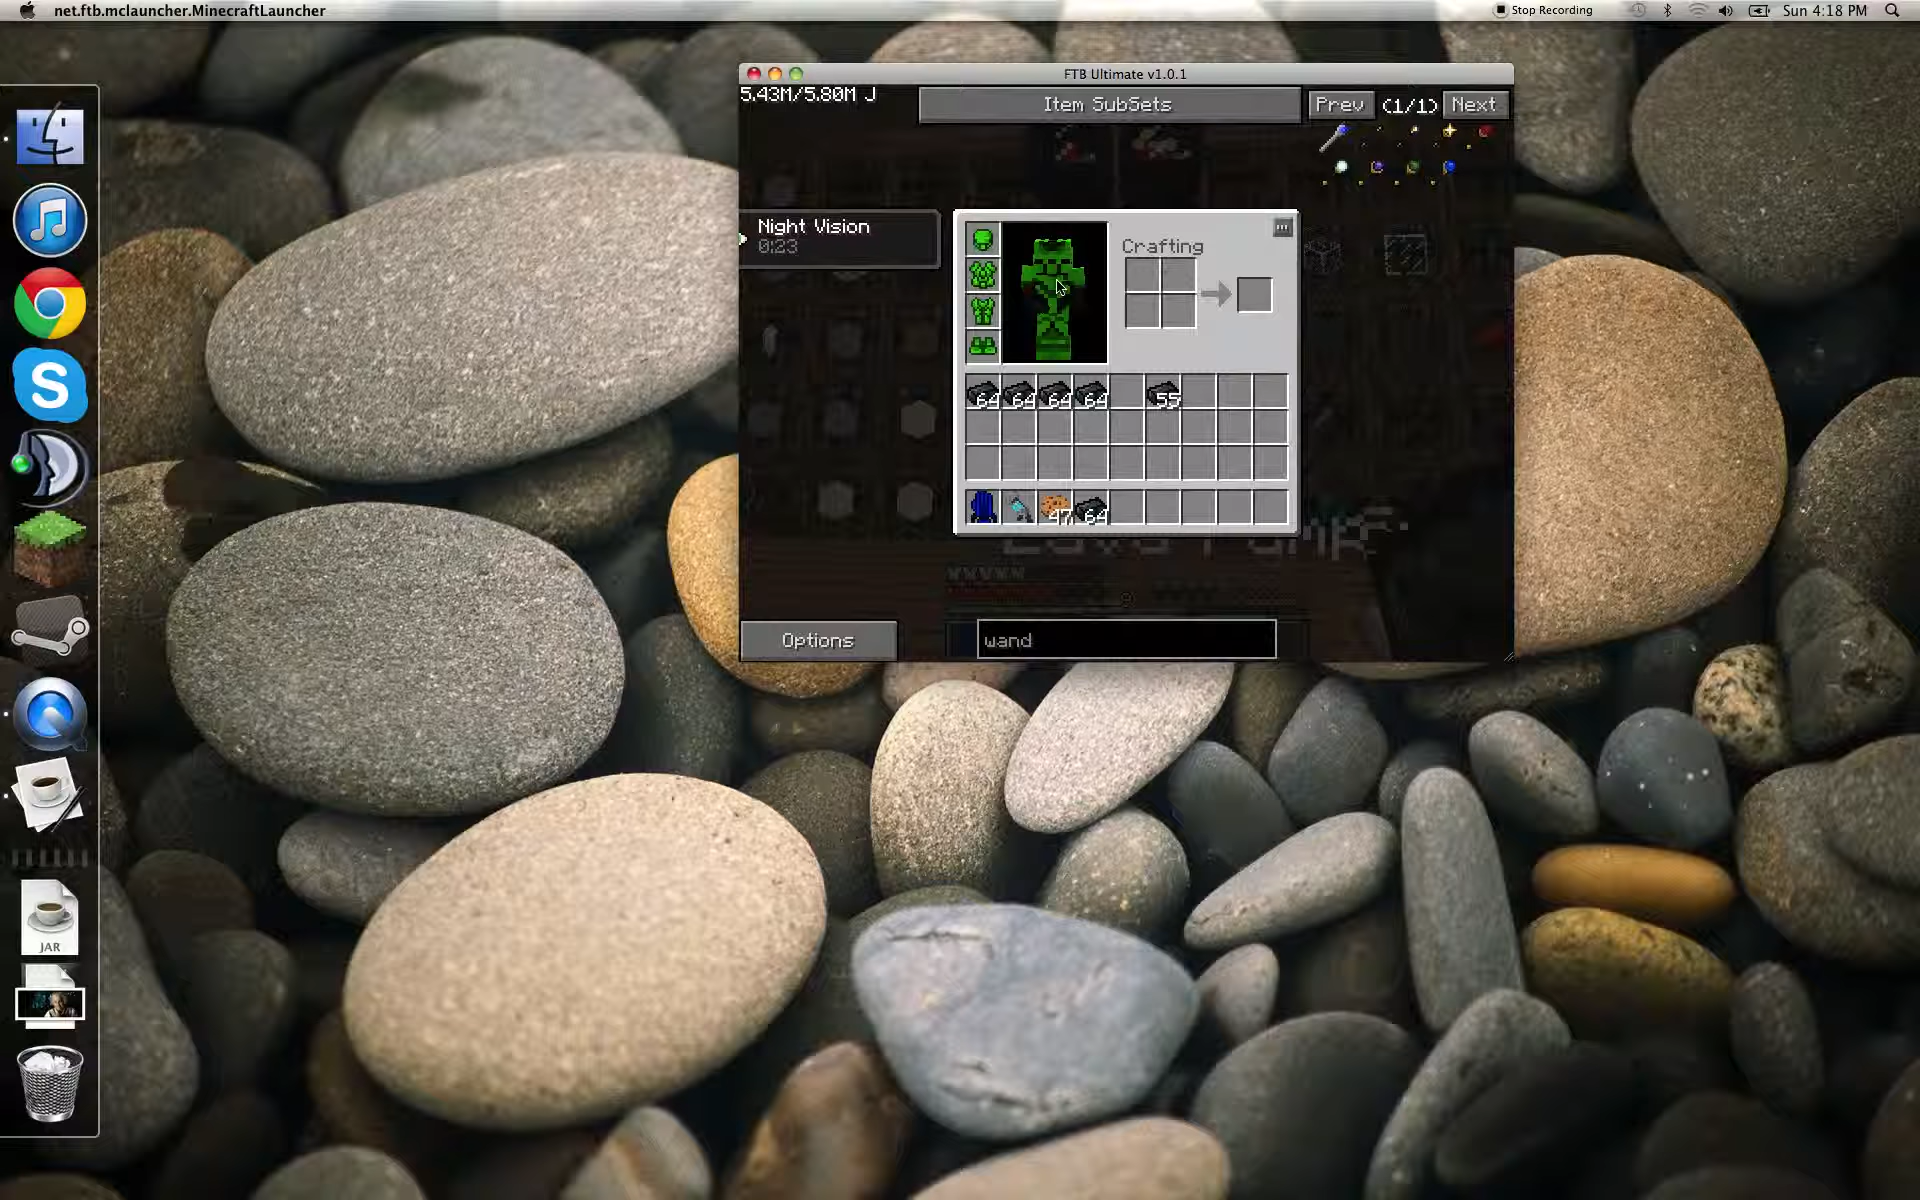 net.ftb.mclauncher.MinecraftLauncher
Stop Recording
Sun 4:18 PM
FTB Ultimate v1.0.1
5.43M/5.80M J
Item SubSets
Prev
(1/1)
Next
Night Vision
0:23
Crafting
...
64
64
64
64
55
47
64
Lava Pump
Options
wand
S
JAR